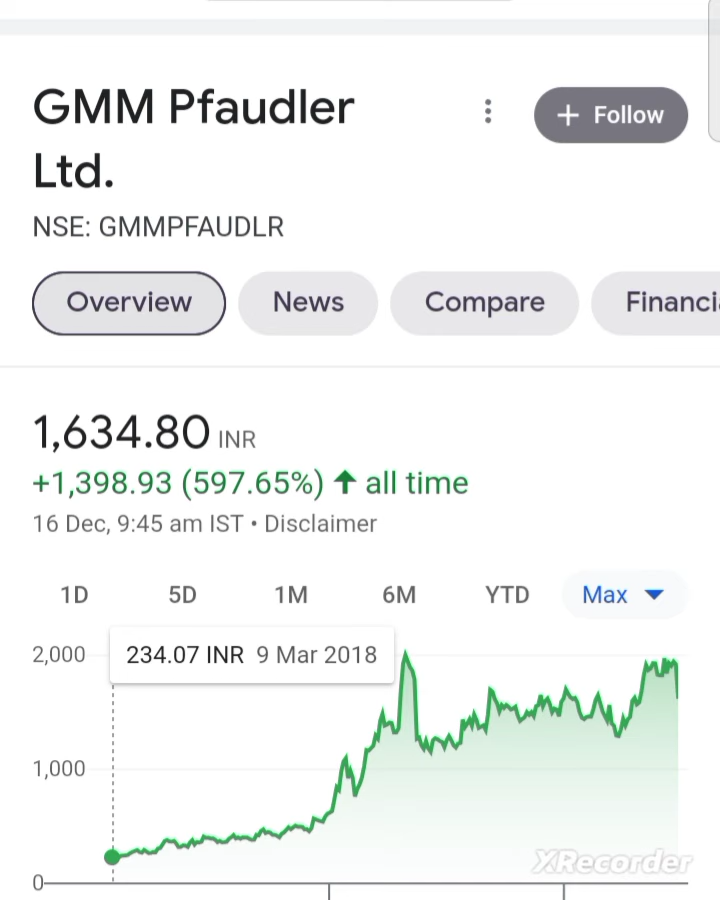 GMM Pfaudler
Ltd.
+ Follow
NSE: GMMPFAUDLR
Overview
News
Compare
Financi
1,634.80 INR
+1,398.93 (597.65%) ↑ all time
16 Dec, 9:45 am IST • Disclaimer
1D
5D
1M
6M
YTD
Max
2,000
234.07 INR 9 Mar 2018
1,000
XRecorder
0